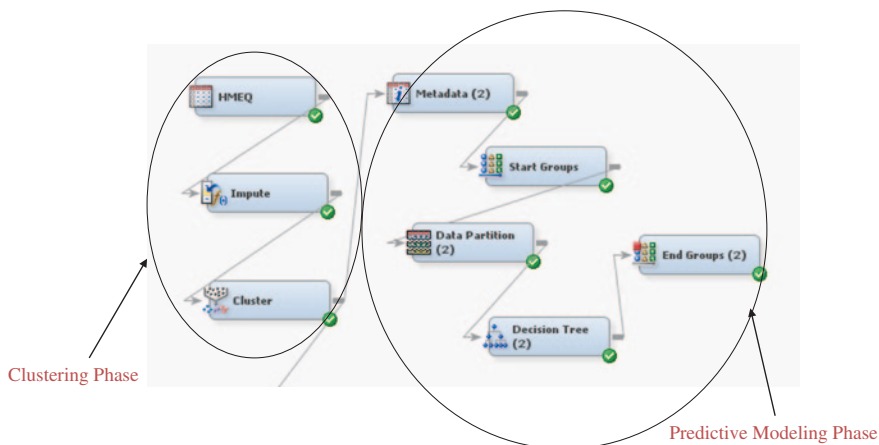 HMEQ
Impute
Cluster
Metadata (2)
Start Groups
Data Partition
(2)
End Groups (2)
Decision Tree
(2)
Clustering Phase
Predictive Modeling Phase